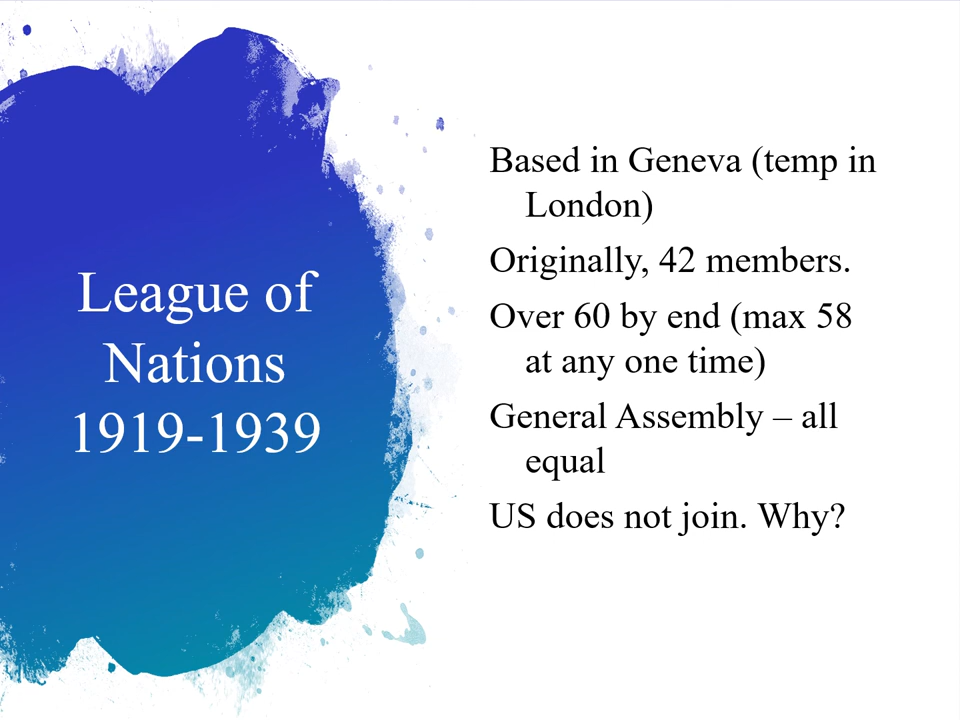 League of
Nations
1919-1939
Based in Geneva (temp in
London)
Originally, 42 members.
Over 60 by end (max 58
at any one time)
General Assembly – all
equal
US does not join. Why?